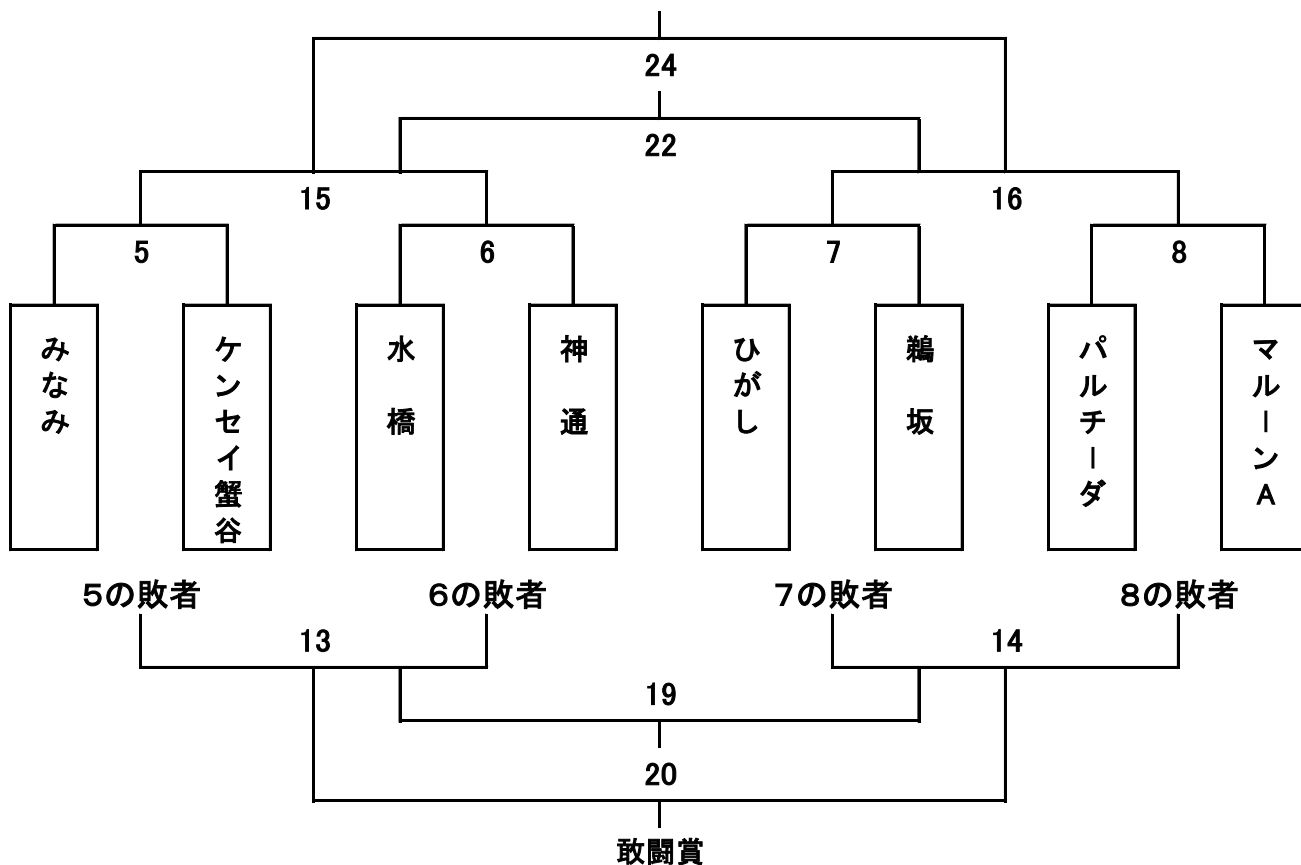 24
22
15
16
5
6
7
8
みなみ
ケンセイ蟹谷
水橋
神通
ひがし
鵜坂
パルチーダ
マルーンA
5の敗者
6の敗者
7の敗者
8の敗者
13
14
19
20
敢闘賞